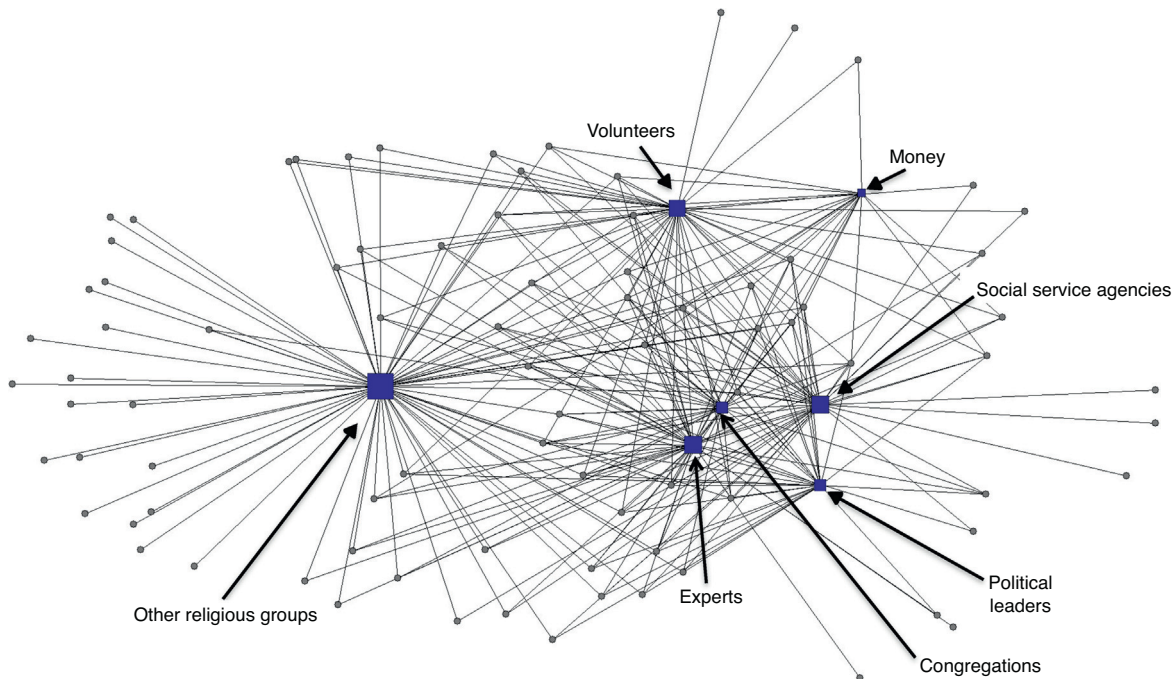 Volunteers
Money
Social service agencies
Other religious groups
Experts
Political
leaders
Congregations